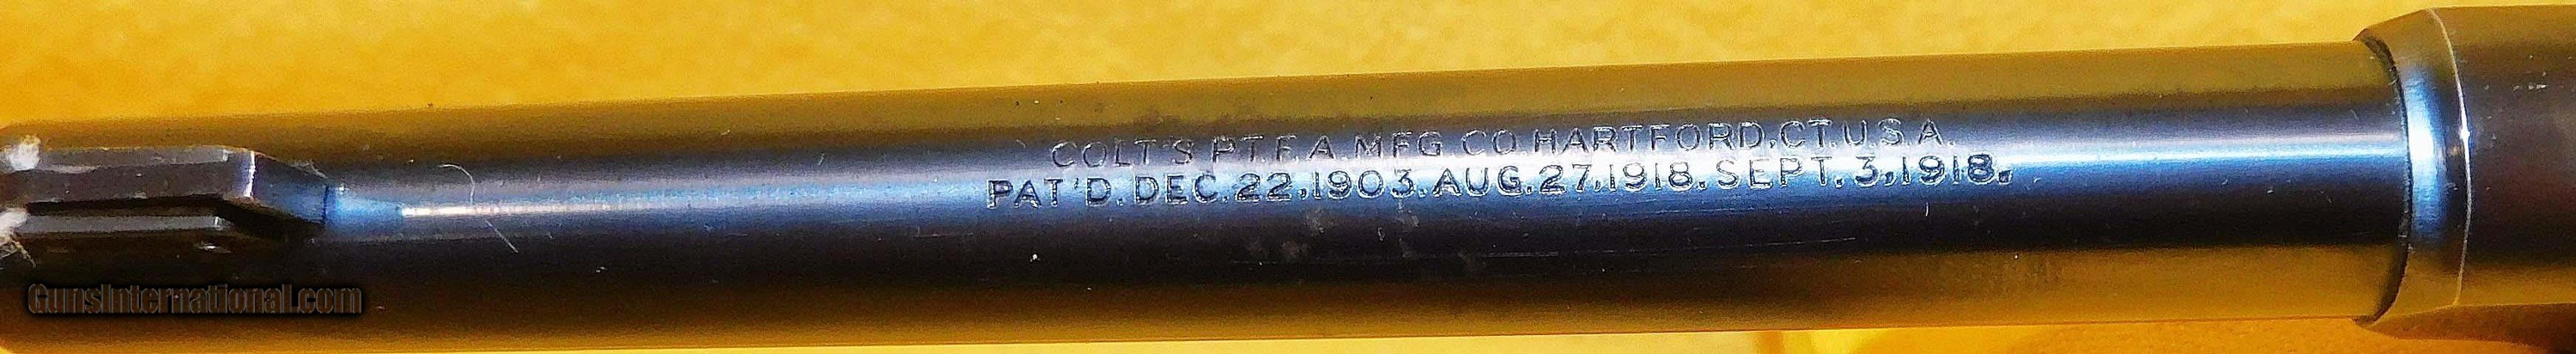 COLT'S PT.F.A.MFG CO HARTFORD,CT.U.S.A.
PAT'D.DEC.22,1903.AUG.27,1918.SEPT.3,1918.
GunsInternational.com